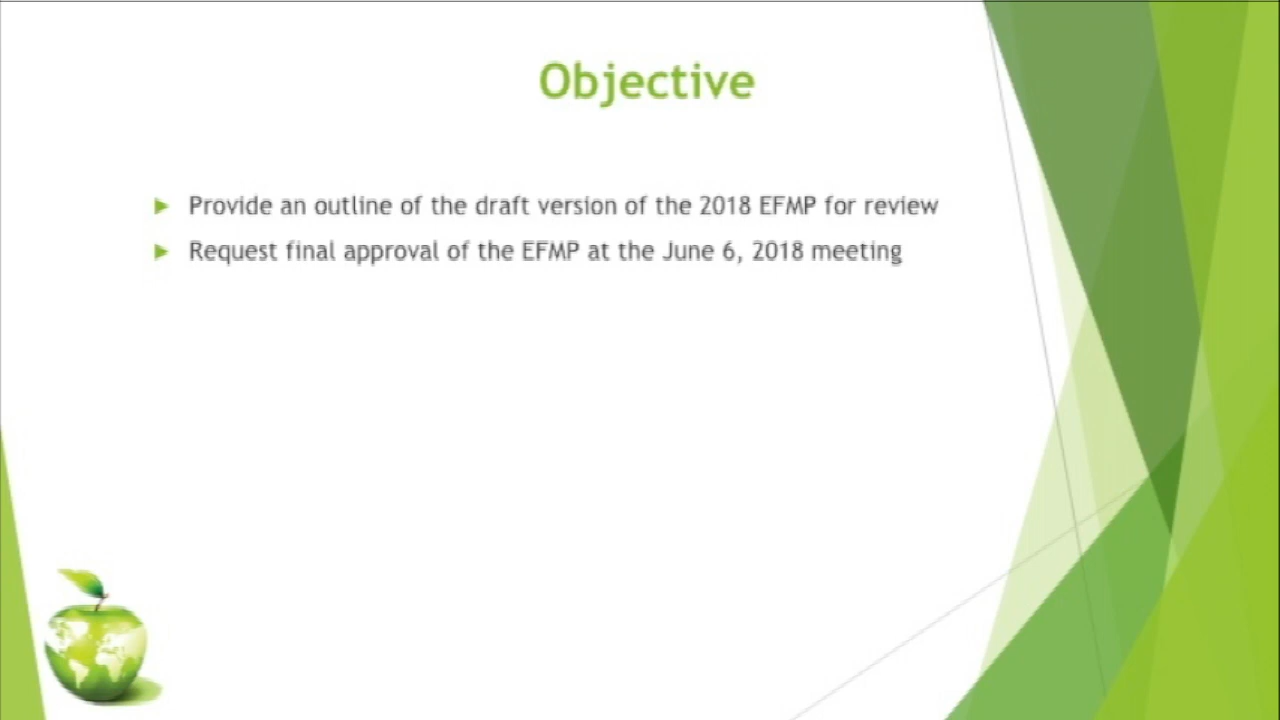 Objective
Provide an outline of the draft version of the 2018 EFMP for review
Request final approval of the EFMP at the June 6, 2018 meeting